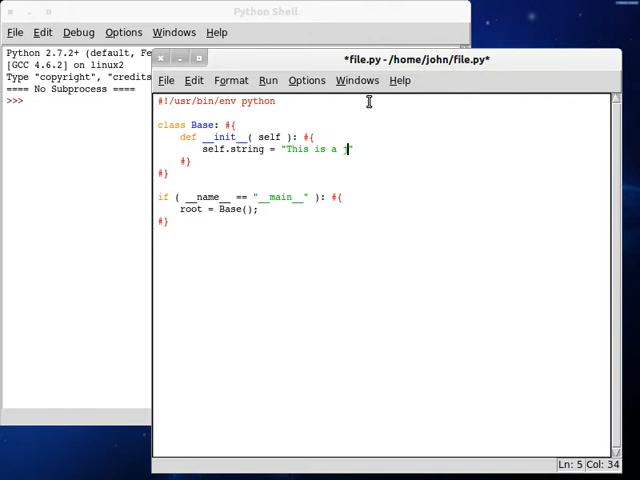 Python Shell
File Edit Debug Options Windows Help
Python 2.7.2+ (default, Fe
[GCC 4.6.2] on linux2
Type "copyright", "credits
==== No Subprocess ====
>>>
*file.py - /home/john/file.py*
File Edit Format Run Options Windows Help
#!/usr/bin/env python
class Base: #{
def __init__( self ): #{
self.string = "This is a j"
#}
#}
if ( __name__ == "__main__" ): #{
root = Base();
#}
Ln: 5 Col: 34